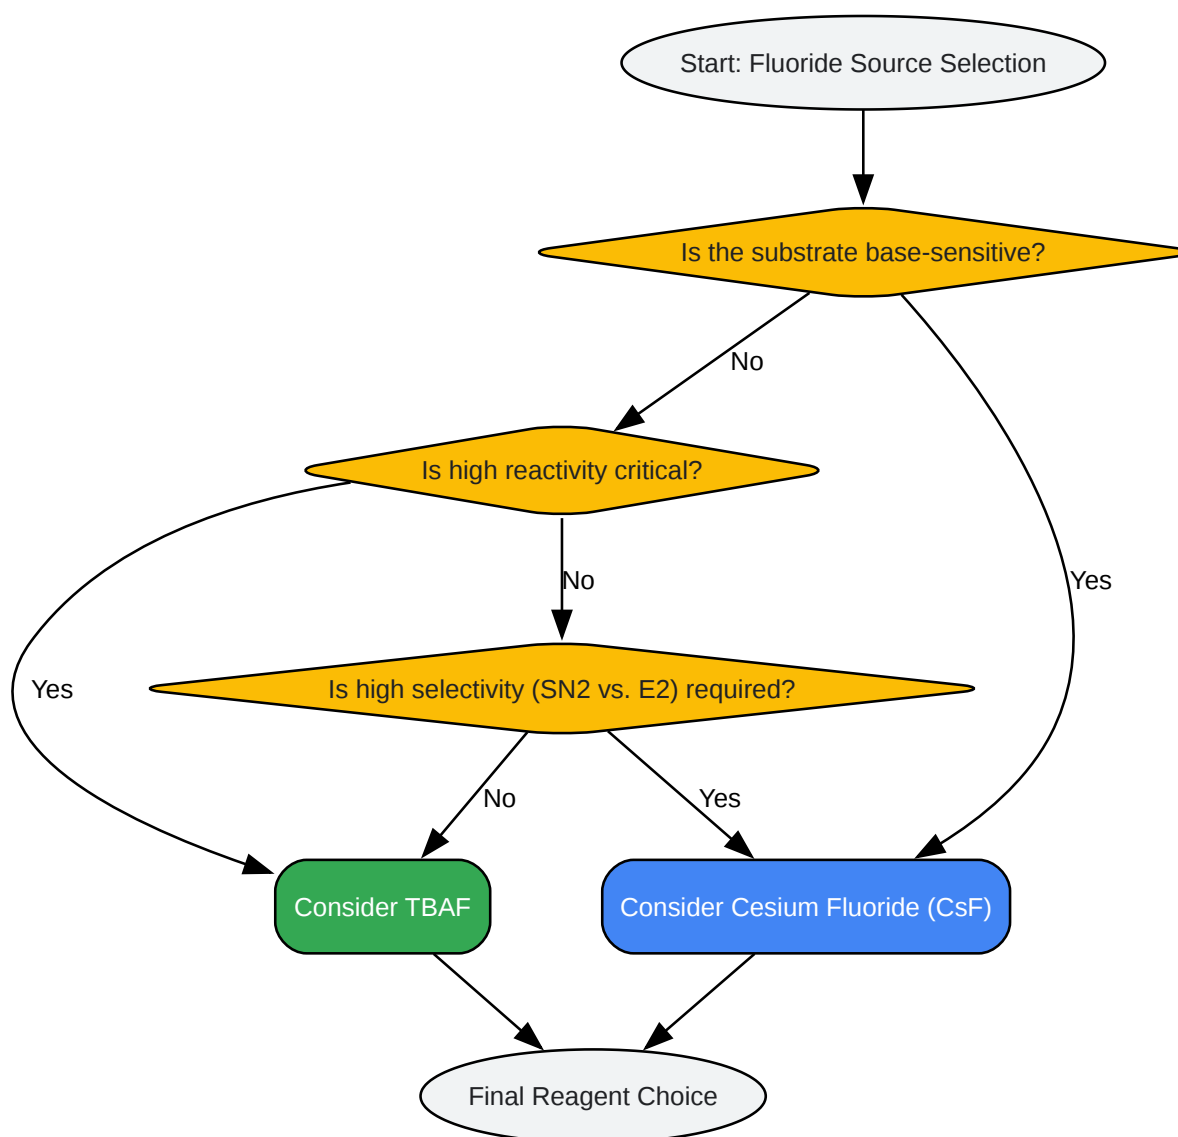 Start: Fluoride Source Selection
Is the substrate base-sensitive?
No
Is high reactivity critical?
No
Yes
Yes
Is high selectivity (SN2 vs. E2) required?
No
Yes
Consider TBAF
Consider Cesium Fluoride (CsF)
Final Reagent Choice